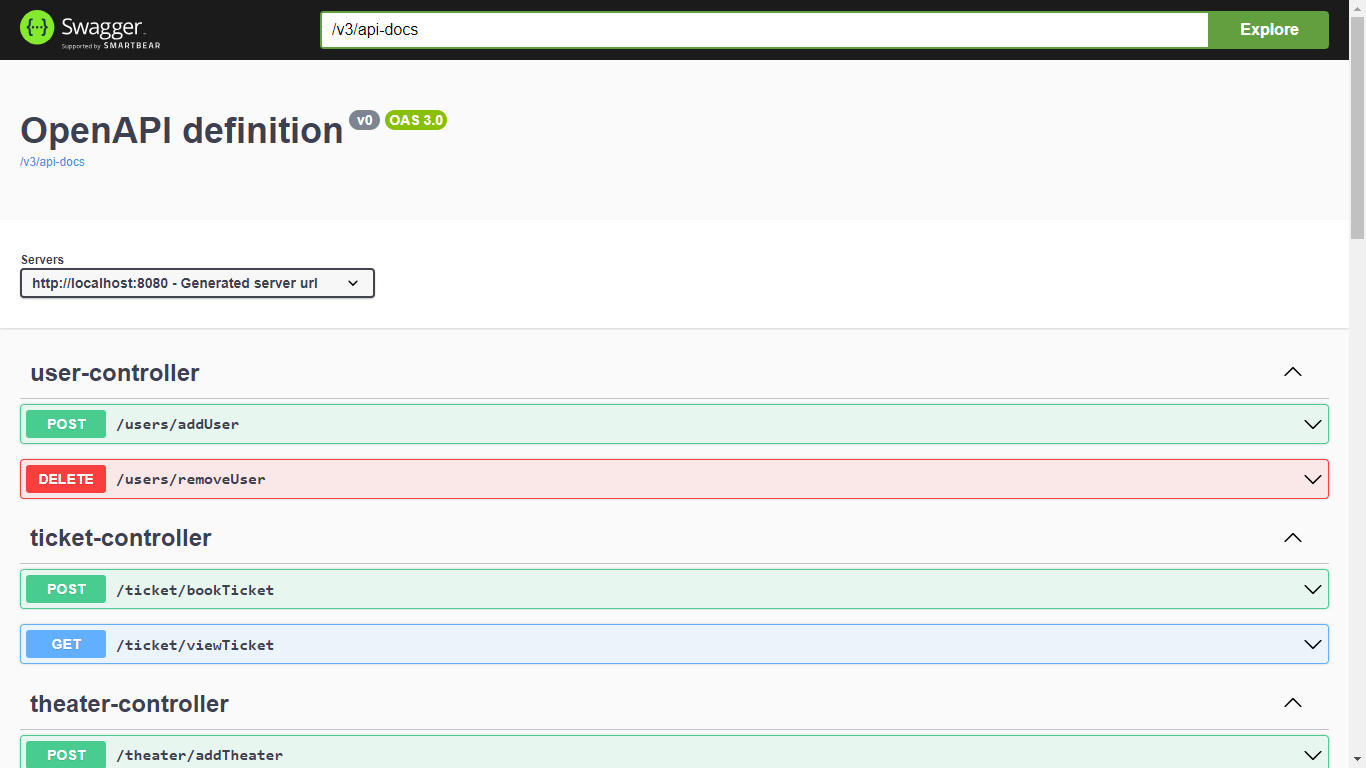 Swagger
Supported by SMARTBEAR
/v3/api-docs
Explore
OpenAPI definition v0 OAS 3.0
/v3/api-docs
Servers
http://localhost:8080 - Generated server url
user-controller
POST /users/addUser
DELETE /users/removeUser
ticket-controller
POST /ticket/bookTicket
GET /ticket/viewTicket
theater-controller
POST /theater/addTheater